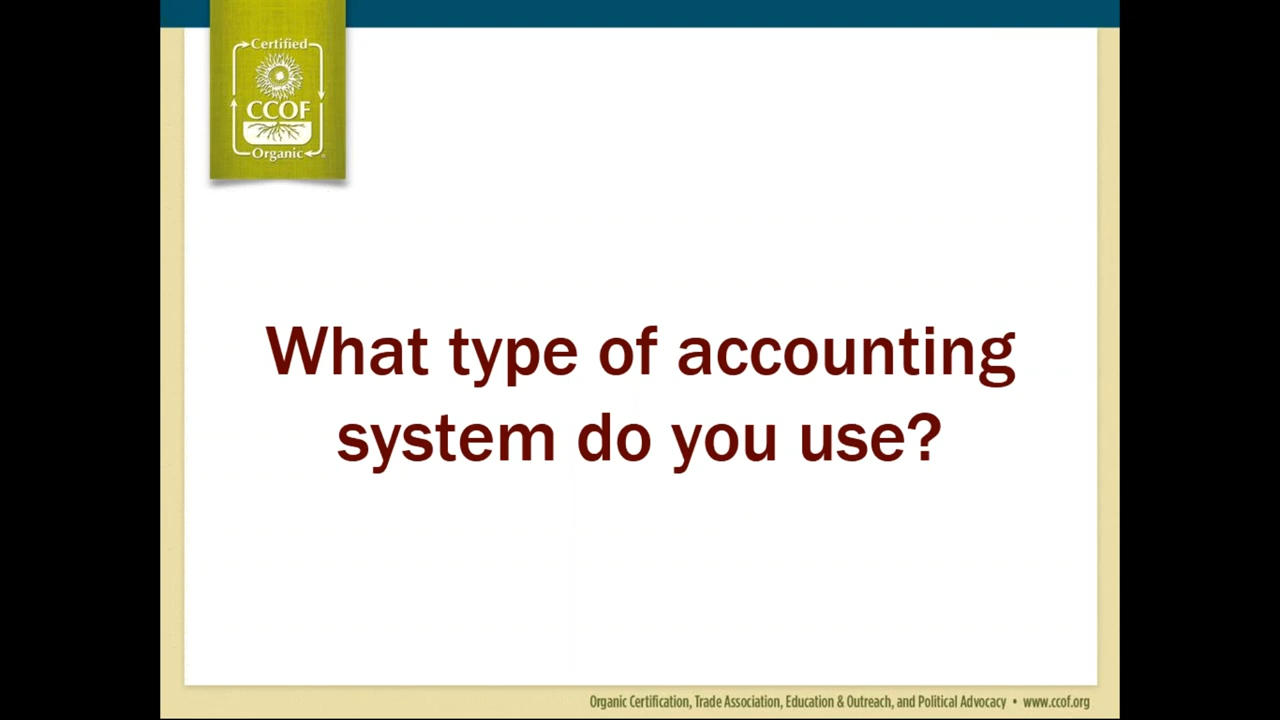 Certified
CCOF
Organic
What type of accounting
system do you use?
Organic Certification, Trade Association, Education & Outreach, and Political Advocacy • www.ccof.org